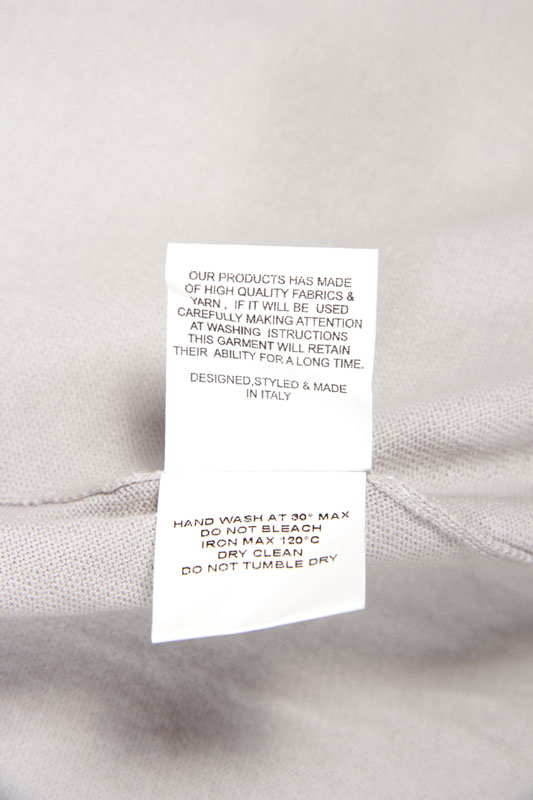 OUR PRODUCTS HAS MADE
OF HIGH QUALITY FABRICS &
YARN , IF IT WILL BE USED
CAREFULLY MAKING ATTENTION
AT WASHING ISTRUCTIONS
THIS GARMENT WILL RETAIN
THEIR ABILITY FOR A LONG TIME.
DESIGNED,STYLED & MADE
IN ITALY
HAND WASH AT 30° MAX
DO NOT BLEACH
IRON MAX 120°C
DRY CLEAN
DO NOT TUMBLE DRY